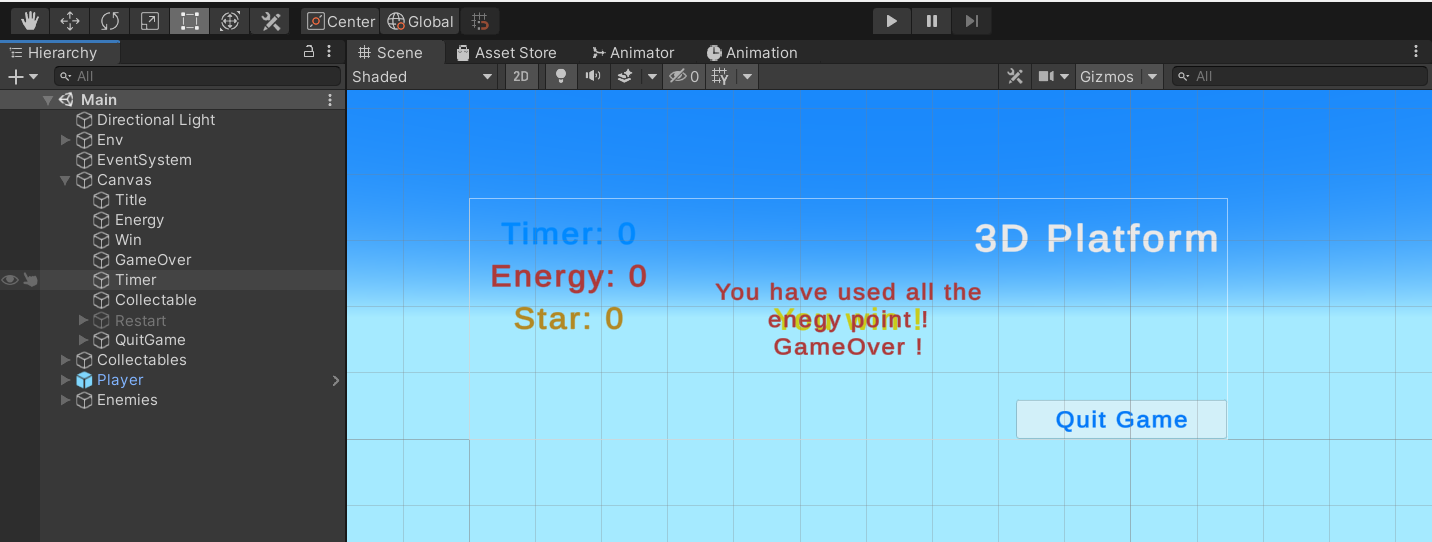 Center Global
Hierarchy
All
Main
Directional Light
Env
EventSystem
Canvas
Title
Energy
Win
GameOver
Timer
Collectable
Restart
QuitGame
Collectables
Player
Enemies
Scene Asset Store Animator Animation
Shaded 2D 0 Gizmos All
Timer: 0
3D Platform
Energy: 0
Star: 0
You have used all the
enegy point !
GameOver !
You win !
Quit Game